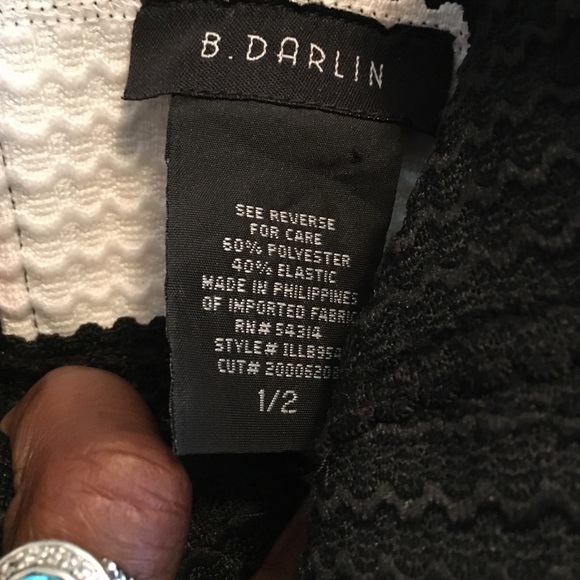 B. DARLIN
SEE REVERSE
FOR CARE
60% POLYESTER
40% ELASTIC
MADE IN PHILIPPINES
OF IMPORTED FABRIC
RN# 54314
STYLE#
CUT#
1/2